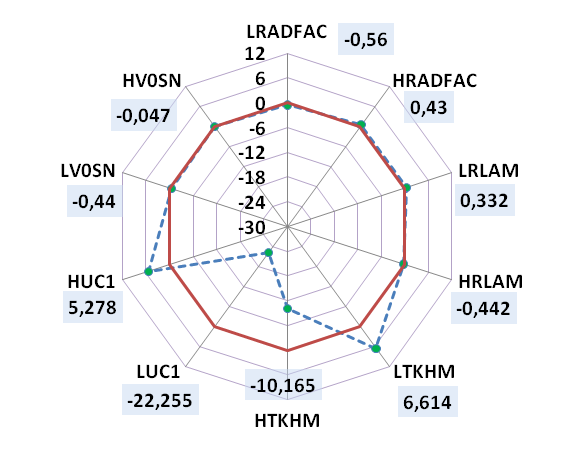 LRADFAC
-0,56
12
6
0
-6
-12
-18
-24
-30
HRADFAC
0,43
LRLAM
0,332
HRLAM
-0,442
LTKHM
6,614
-10,165
HTKHM
LUC1
-22,255
HUC1
5,278
LV0SN
-0,44
HV0SN
-0,047